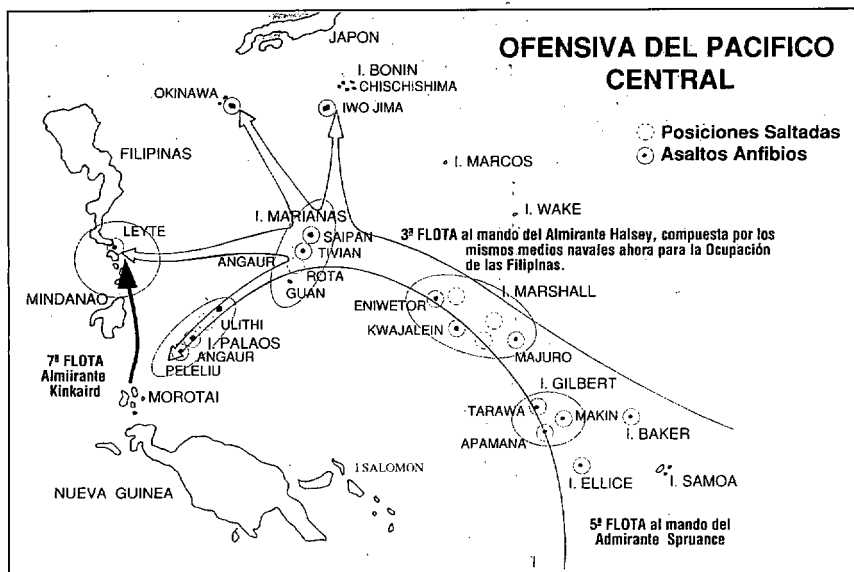 OFENSIVA DEL PACIFICO
CENTRAL
Posiciones Saltadas
Asaltos Anfibios
JAPON
I. BONIN
CHISCHISHIMA
OKINAWA
IWO JIMA
FILIPINAS
I. MARCOS
I. WAKE
LEYTE
I. MARIANAS
SAIPAN
TIVIAN
3ª FLOTA al mando del Almirante Halsey, compuesta por los
mismos medios navales ahora para la Ocupación
de las Filipinas.
ANGAUR
ROTA
GUAN
MINDANAO
I. MARSHALL
ENIWETOR
KWAJALEIN
MAJURO
ULITHI
I. PALAOS
ANGAUR
PELELIU
7ª FLOTA
Almiirante
Kinkaird
MOROTAI
I. GILBERT
TARAWA
MAKIN
APAMANA
I. BAKER
I SALOMON
I. ELLICE
I. SAMOA
NUEVA GUINEA
5ª FLOTA al mando del
Admirante Spruance